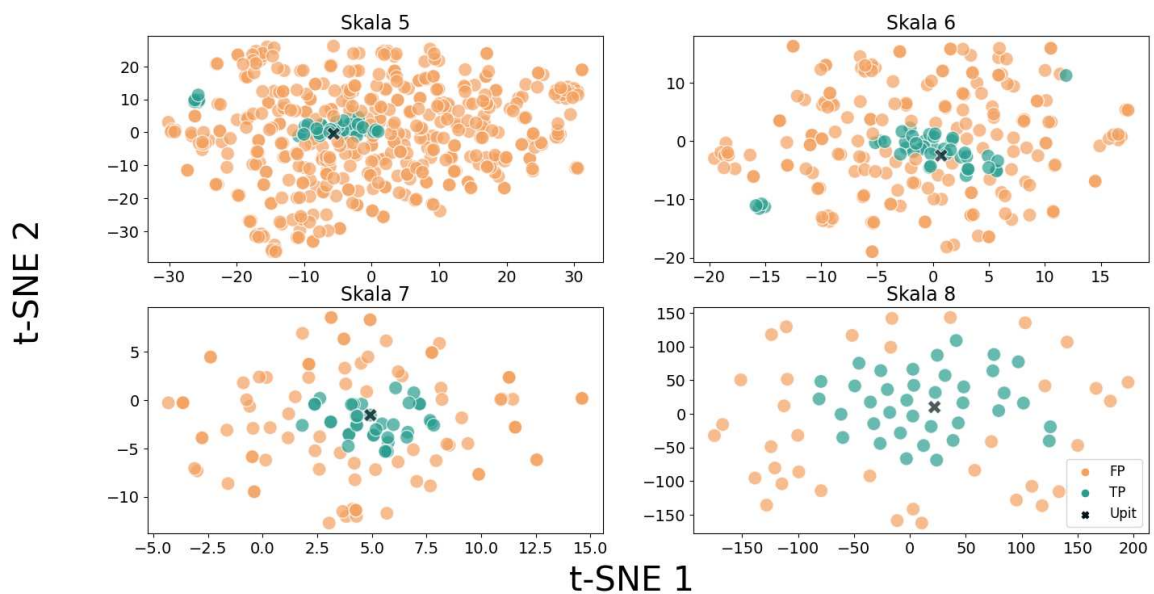 Skala 5
20
10
0
−10
−20
−30
−30 −20 −10 0 10 20 30
Skala 6
10
0
−10
−20
−20 −15 −10 −5 0 5 10 15
t-SNE 2
Skala 7
5
0
−5
−10
−5.0 −2.5 0.0 2.5 5.0 7.5 10.0 12.5 15.0
Skala 8
150
100
50
0
−50
−100
−150
−150 −100 −50 0 50 100 150 200
FP
TP
Upit
t-SNE 1